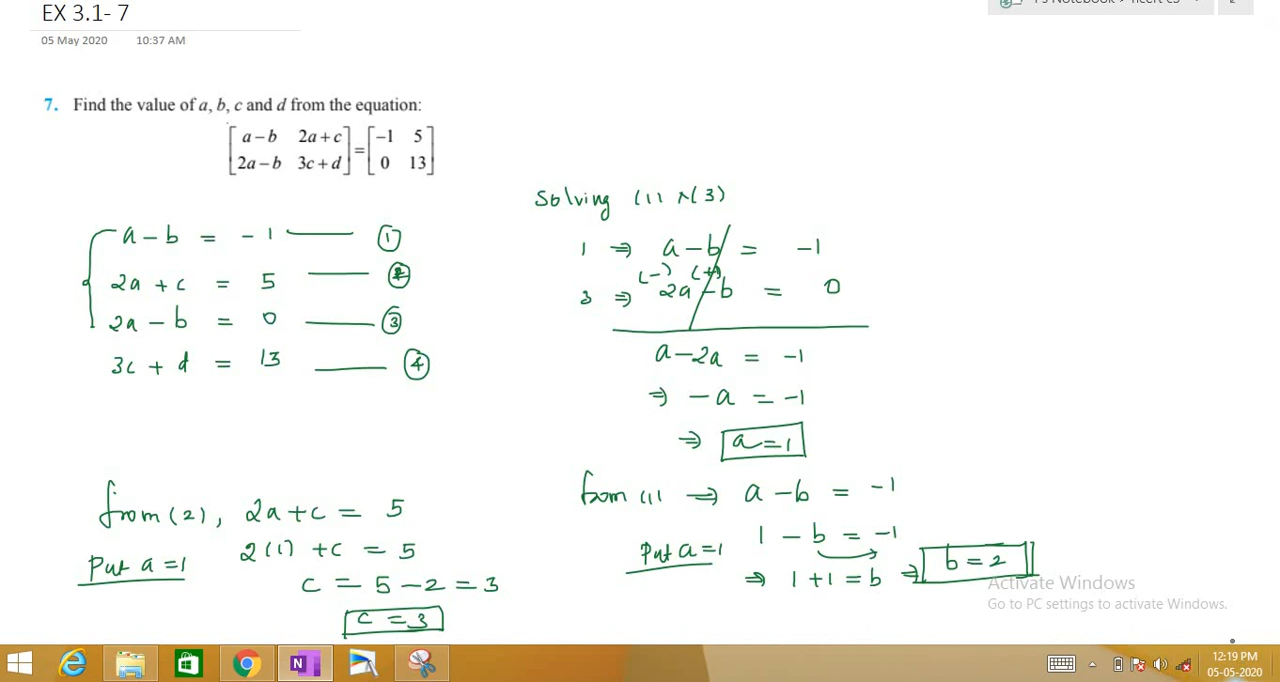 EX 3.1- 7
05 May 2020 10:37 AM
7. Find the value of a, b, c and d from the equation:
[a–b 2a+c] = [–1 5]
[2a–b 3c+d] [0 13]
a – b = -1 —— ①
2a + c = 5 —— ②
2a – b = 0 —— ③
3c + d = 13 —— ④
from (2), 2a + c = 5
Put a = 1 2(1) + c = 5
c = 5 – 2 = 3
c = 3
Solving (1) & (3)
1 ⇒ a – b = -1
(-) (+)
3 ⇒ 2a – b = 0
a – 2a = -1
⇒ -a = -1
⇒ a = 1
from (1) ⇒ a – b = -1
Put a = 1 1 – b = -1
⇒ 1 + 1 = b ⇒ b = 2
Activate Windows
Go to PC settings to activate Windows.
12:19 PM
05-05-2020